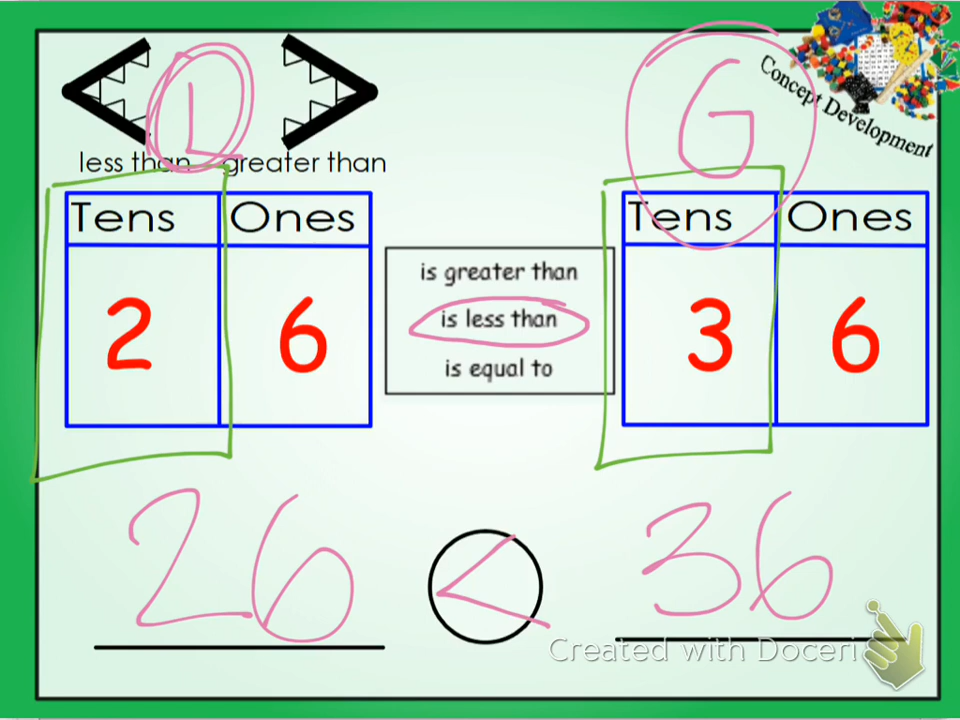 L
G
Concept Development
less than greater than
Tens Ones
Tens Ones
2 6
3 6
is greater than
is less than
is equal to
26 < 36
Created with Doceri